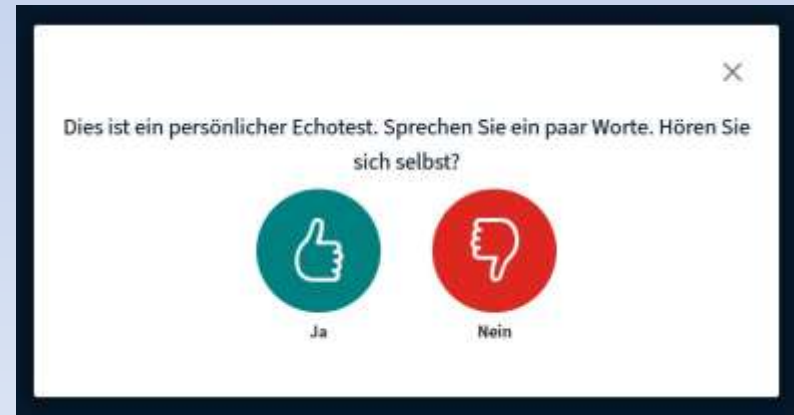 Dies ist ein persönlicher Echotest. Sprechen Sie ein paar Worte. Hören Sie
sich selbst?
Ja
Nein